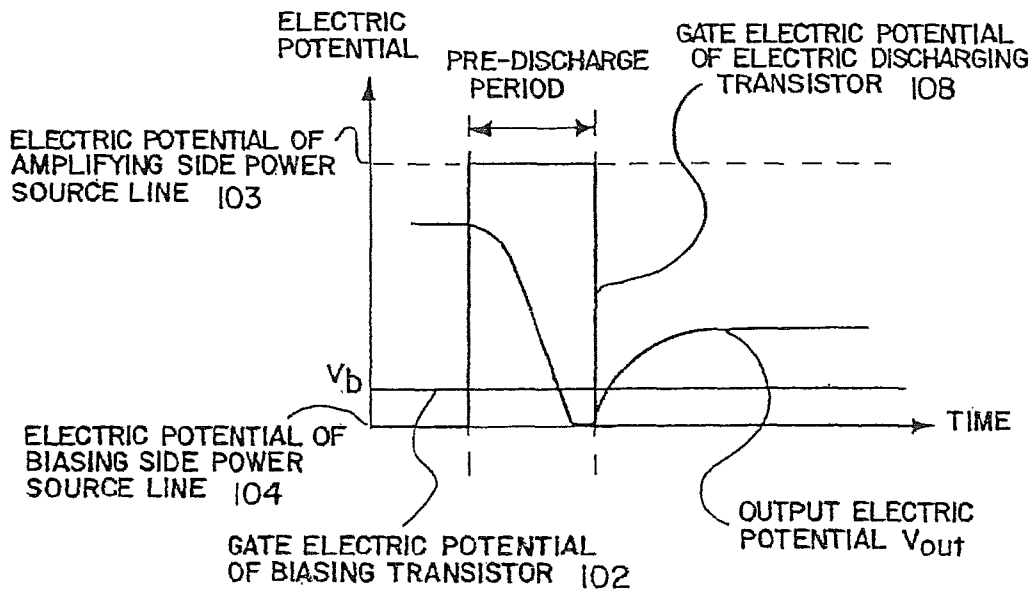 ELECTRIC
POTENTIAL
PRE-DISCHARGE
PERIOD
GATE ELECTRIC POTENTIAL
OF ELECTRIC DISCHARGING
TRANSISTOR 108
ELECTRIC POTENTIAL OF
AMPLIFYING SIDE POWER
SOURCE LINE 103
Vb
TIME
ELECTRIC POTENTIAL OF
BIASING SIDE POWER
SOURCE LINE 104
GATE ELECTRIC POTENTIAL
OF BIASING TRANSISTOR 102
OUTPUT ELECTRIC
POTENTIAL Vout